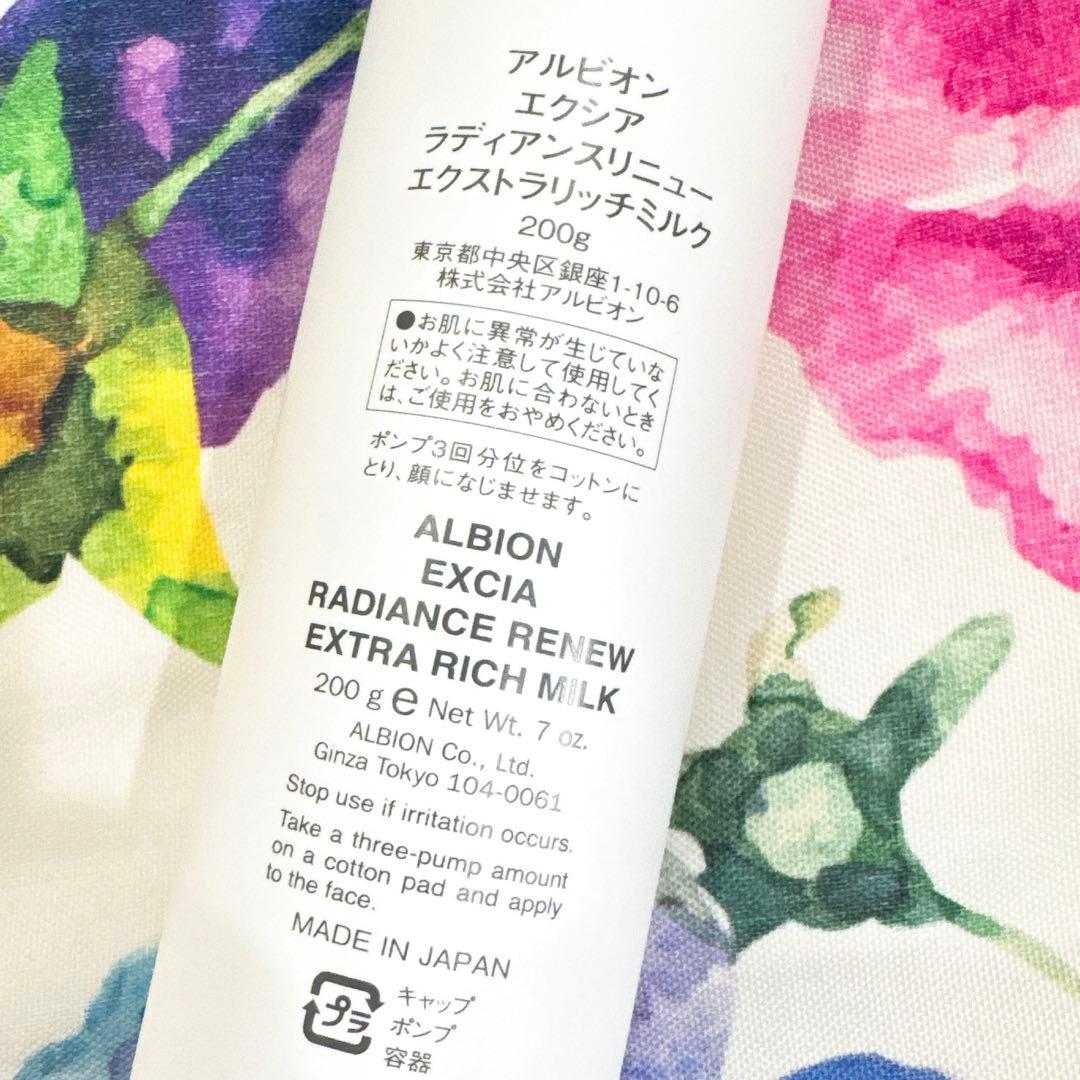 アルビオン
エクシア
ラディアンスリニュー
エクストラリッチミルク
200g
東京都中央区銀座1-10-6
株式会社アルビオン
●お肌に異常が生じていな
いかよく注意して使用してく
ださい。お肌に合わないとき
は、ご使用をおやめください。
ポンプ3回分位をコットンに
とり、顔になじませます。
ALBION
EXCIA
RADIANCE RENEW
EXTRA RICH MILK
200 g e Net Wt. 7 oz.
ALBION Co., Ltd.
Ginza Tokyo 104-0061
Stop use if irritation occurs.
Take a three-pump amount
on a cotton pad and apply
to the face.
MADE IN JAPAN
プラ
キャップ
ポンプ
容器